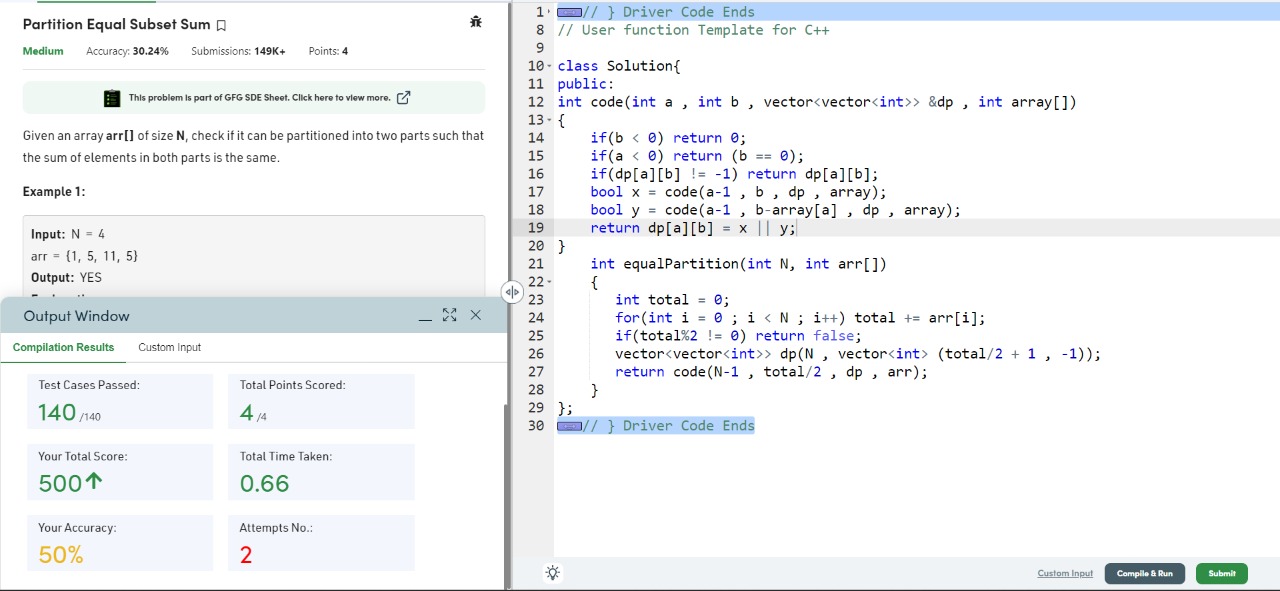 Partition Equal Subset Sum
Medium Accuracy: 30.24% Submissions: 149K+ Points: 4
This problem is part of GFG SDE Sheet. Click here to view more.
Given an array arr[] of size N, check if it can be partitioned into two parts such that
the sum of elements in both parts is the same.
Example 1:
Input: N = 4
arr = {1, 5, 11, 5}
Output: YES
Output Window
Compilation Results Custom Input
Test Cases Passed: Total Points Scored:
140 /140 4 /4
Your Total Score: Total Time Taken:
500↑ 0.66
Your Accuracy: Attempts No.:
50% 2
1 // } Driver Code Ends
8 // User function Template for C++
9
10 class Solution{
11 public:
12 int code(int a , int b , vector<vector<int>> &dp , int array[])
13 {
14     if(b < 0) return 0;
15     if(a < 0) return (b == 0);
16     if(dp[a][b] != -1) return dp[a][b];
17     bool x = code(a-1 , b , dp , array);
18     bool y = code(a-1 , b-array[a] , dp , array);
19     return dp[a][b] = x || y;
20 }
21     int equalPartition(int N, int arr[])
22     {
23        int total = 0;
24        for(int i = 0 ; i < N ; i++) total += arr[i];
25        if(total%2 != 0) return false;
26        vector<vector<int>> dp(N , vector<int> (total/2 + 1 , -1));
27        return code(N-1 , total/2 , dp , arr);
28     }
29 };
30 // } Driver Code Ends
Custom Input Compile & Run Submit